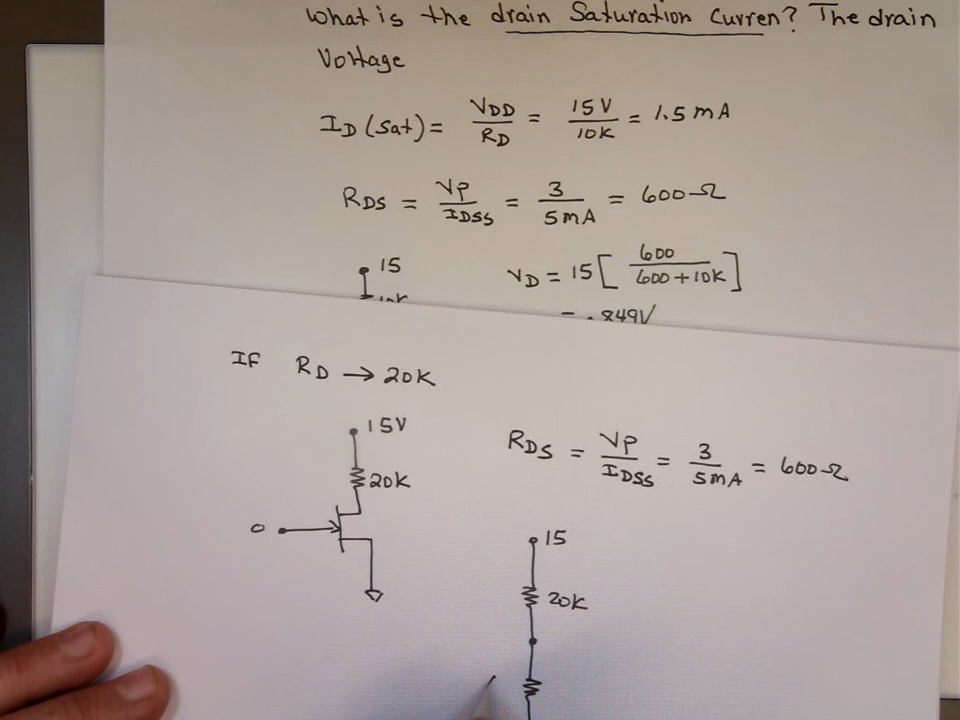 What is the drain Saturation Curren? The drain
Voltage
ID (sat) = VDD/RD = 15V/10K = 1.5 mA
RDS = VP/IDSS = 3/5mA = 600Ω
15
10K
VD = 15 [600/600+10K]
= .849V
IF RD → 20K
15V
20K
0
RDS = VP/IDSS = 3/5mA = 600Ω
15
20K